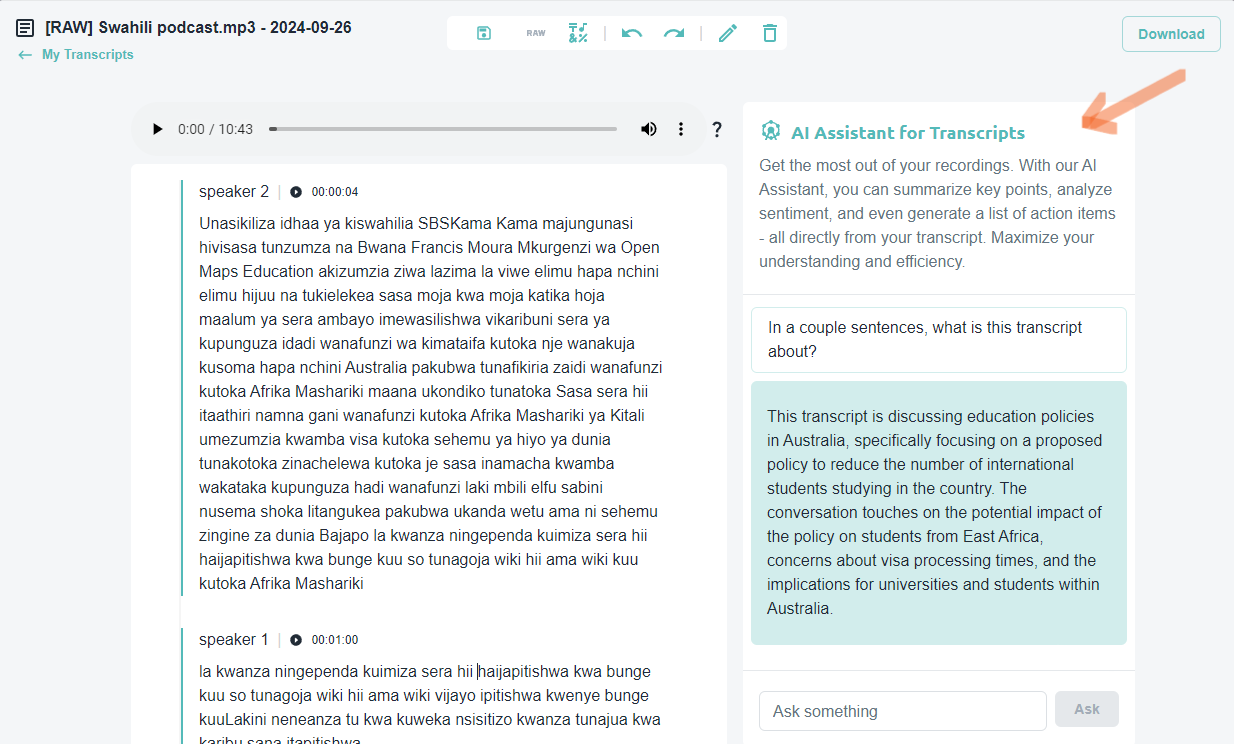 [RAW] Swahili podcast.mp3 - 2024-09-26
← My Transcripts
RAW
Download
0:00 / 10:43
?
speaker 2 00:00:04
Unasikiliza idhaa ya kiswahilia SBSKama Kama majungunasi
hivisasa tunzumza na Bwana Francis Moura Mkurgenzi wa Open
Maps Education akizumzia ziwa lazima la viwe elimu hapa nchini
elimu hijuu na tukielekea sasa moja kwa moja katika hoja
maalum ya sera ambayo imewasilishwa vikaribuni sera ya
kupunguza idadi wanafunzi wa kimataifa kutoka nje wanakuja
kusoma hapa nchini Australia pakubwa tunafikiria zaidi wanafunzi
kutoka Afrika Mashariki maana ukondiko tunatoka Sasa sera hii
itaathiri namna gani wanafunzi kutoka Afrika Mashariki ya Kitali
umezumzia kwamba visa kutoka sehemu ya hiyo ya dunia
tunakotoka zinachelewa kutoka je sasa inamacha kwamba
wakataka kupunguza hadi wanafunzi laki mbili elfu sabini
nusema shoka litangukea pakubwa ukanda wetu ama ni sehemu
zingine za dunia Bajapo la kwanza ningependa kuimiza sera hii
haijapitishwa kwa bunge kuu so tunagoja wiki hii ama wiki kuu
kutoka Afrika Mashariki
speaker 1 00:01:00
la kwanza ningependa kuimiza sera hii haijapitishwa kwa bunge
kuu so tunagoja wiki hii ama wiki vijayo ipitishwa kwenye bunge
kuuLakini neneanza tu kwa kuweka nsisitizo kwanza tunajua kwa
karibu sana itapitishwa
AI Assistant for Transcripts
Get the most out of your recordings. With our AI
Assistant, you can summarize key points, analyze
sentiment, and even generate a list of action items
- all directly from your transcript. Maximize your
understanding and efficiency.
In a couple sentences, what is this transcript
about?
This transcript is discussing education policies
in Australia, specifically focusing on a proposed
policy to reduce the number of international
students studying in the country. The
conversation touches on the potential impact of
the policy on students from East Africa,
concerns about visa processing times, and the
implications for universities and students within
Australia.
Ask something
Ask